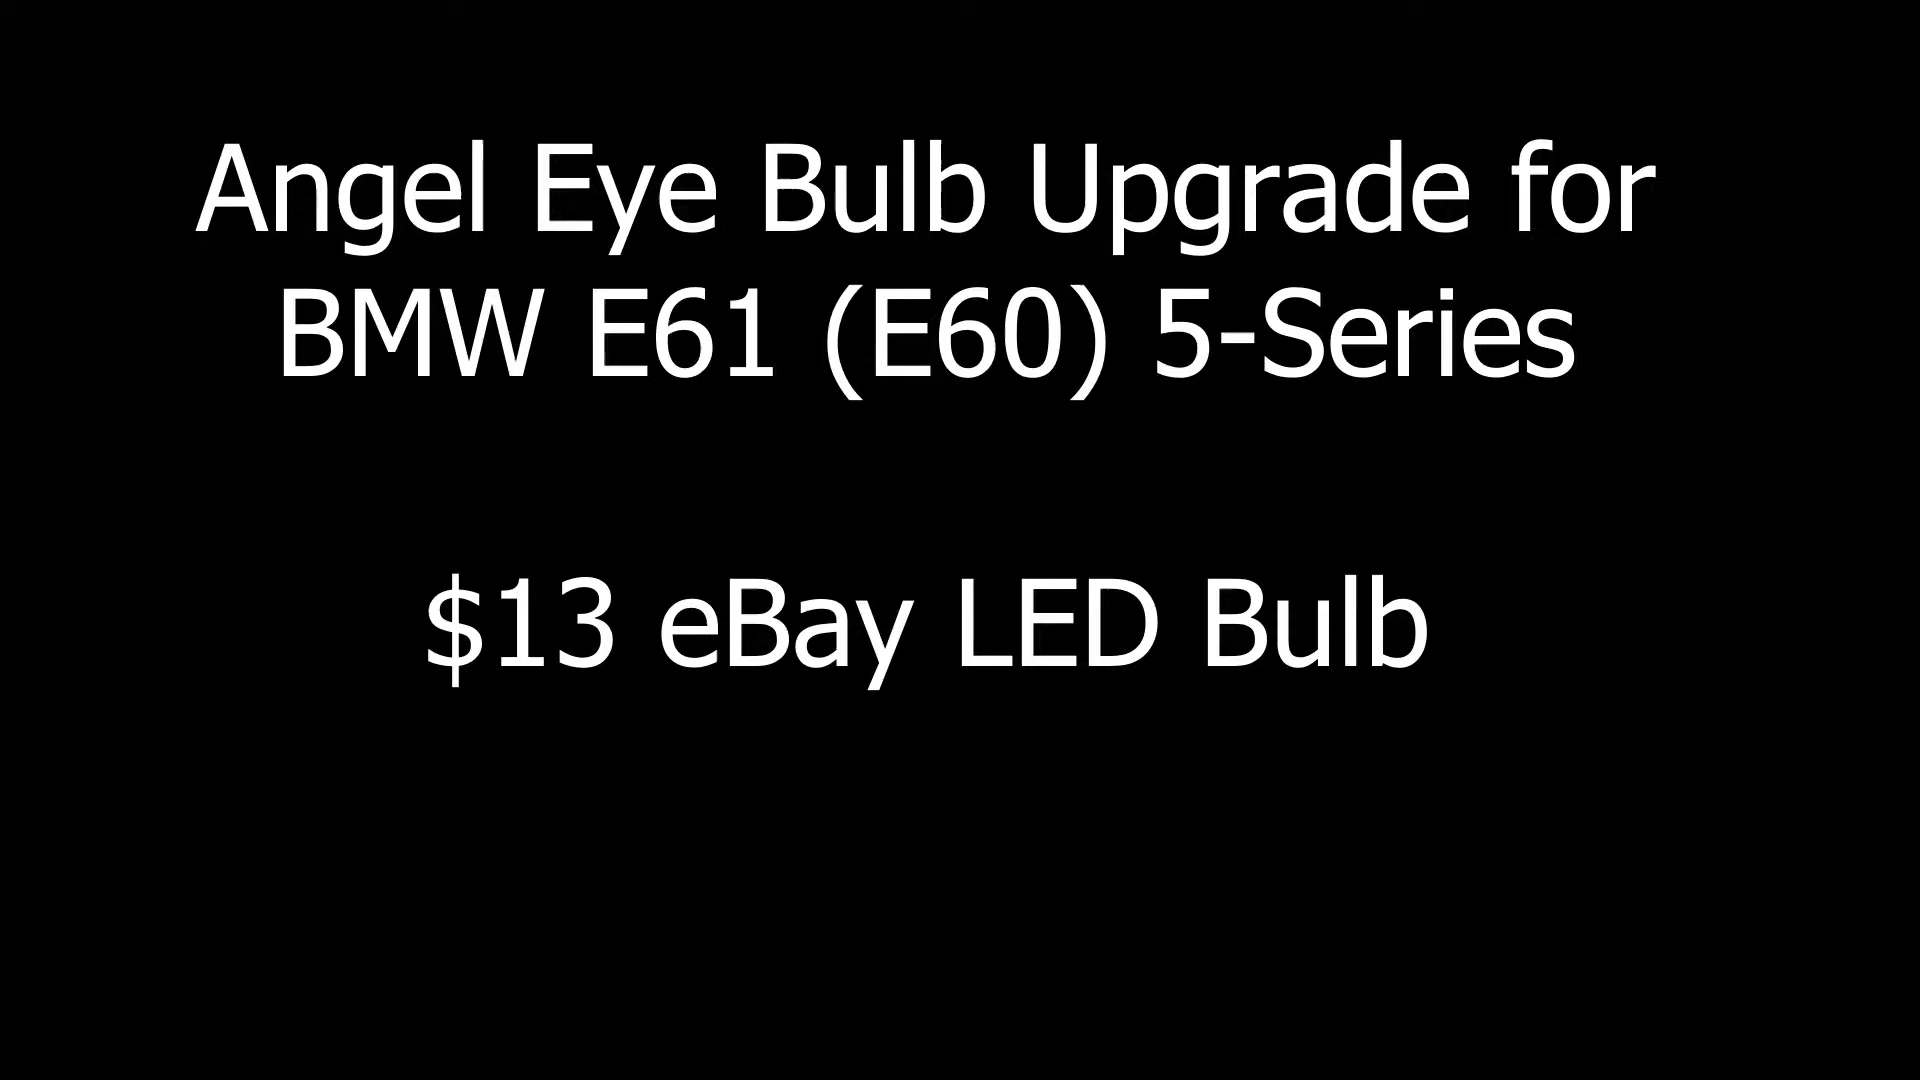 Angel Eye Bulb Upgrade for
BMW E61 (E60) 5-Series
$13 eBay LED Bulb